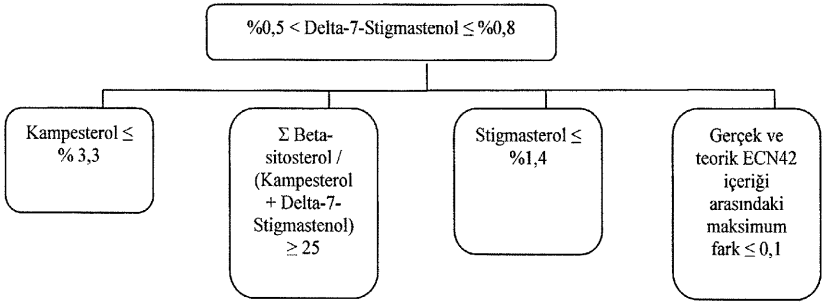 %0,5 < Delta-7-Stigmastenol ≤ %0,8
Kampesterol ≤
% 3,3
Σ Beta-
sitosterol /
(Kampesterol
+ Delta-7-
Stigmastenol)
≥ 25
Stigmasterol ≤
%1,4
Gerçek ve
teorik ECN42
içeriği
arasındaki
maksimum
fark ≤ 0,1